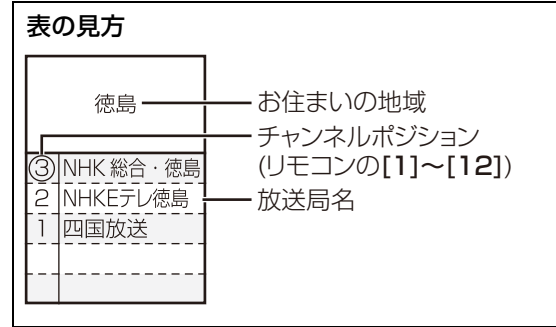 表の見方
徳島
お住まいの地域
チャンネルポジション
(リモコンの[1]～[12])
③ NHK 総合・徳島
2 NHKEテレ徳島
放送局名
1 四国放送